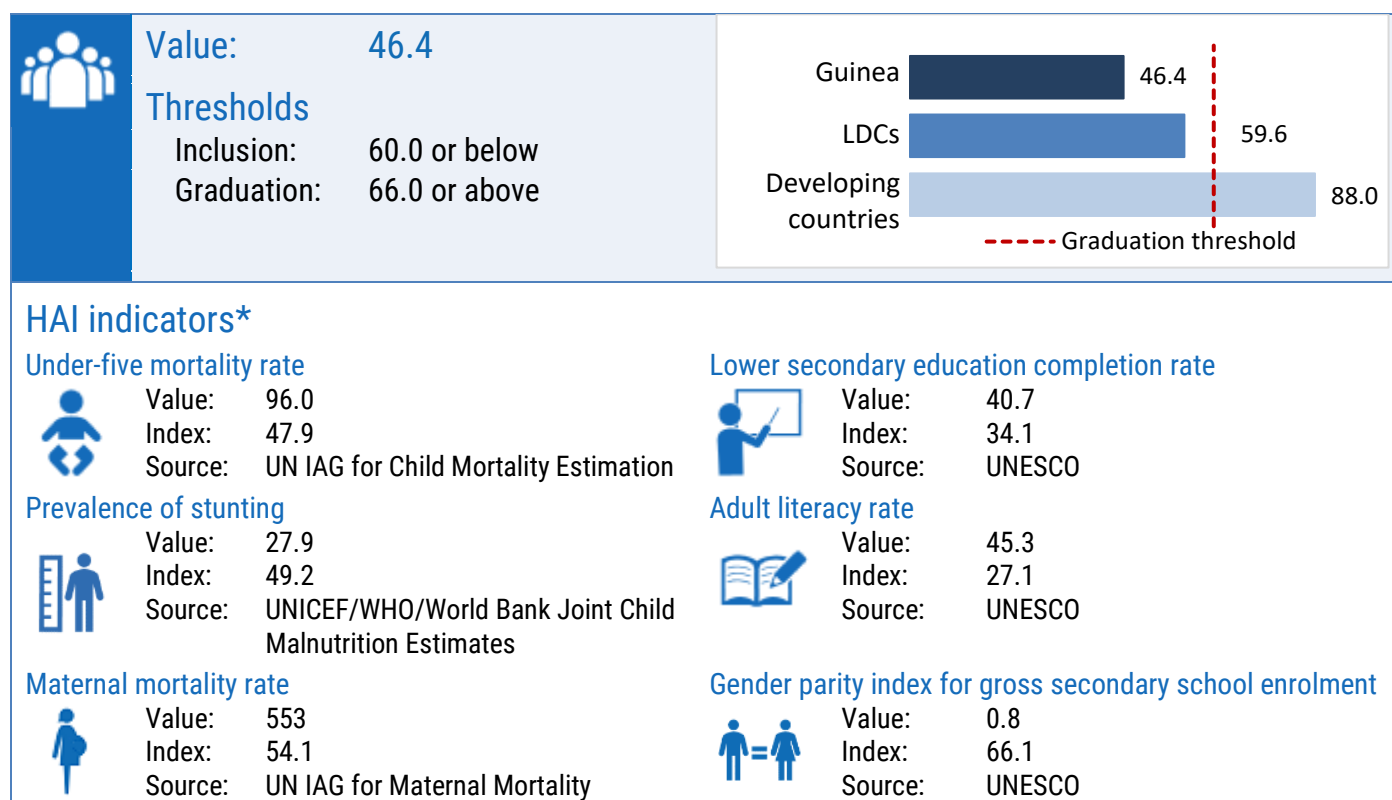 Value: 46.4
Thresholds
Inclusion: 60.0 or below
Graduation: 66.0 or above
Guinea 46.4
LDCs 59.6
Developing
countries 88.0
Graduation threshold
HAI indicators*
Under-five mortality rate
Value: 96.0
Index: 47.9
Source: UN IAG for Child Mortality Estimation
Prevalence of stunting
Value: 27.9
Index: 49.2
Source: UNICEF/WHO/World Bank Joint Child
Malnutrition Estimates
Maternal mortality rate
Value: 553
Index: 54.1
Source: UN IAG for Maternal Mortality
Lower secondary education completion rate
Value: 40.7
Index: 34.1
Source: UNESCO
Adult literacy rate
Value: 45.3
Index: 27.1
Source: UNESCO
Gender parity index for gross secondary school enrolment
Value: 0.8
Index: 66.1
Source: UNESCO